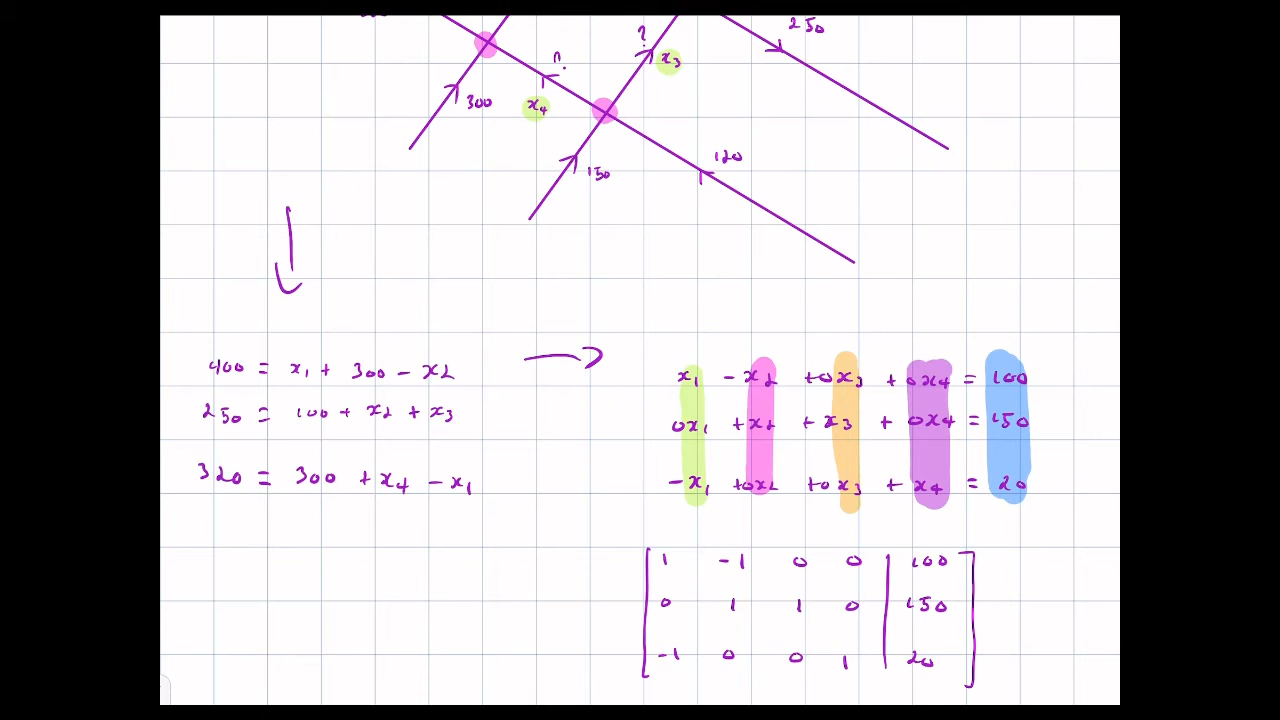 250
?
x3
?
300
x4
120
150
400 = x1 + 300 - x2
250 = 100 + x2 + x3
320 = 300 + x4 - x1
x1 - x2 + 0x3 + 0x4 = 100
0x1 + x2 + x3 + 0x4 = 150
-x1 + 0x2 + 0x3 + x4 = 20
1 -1 0 0 | 100
0 1 1 0 | 150
-1 0 0 1 | 20